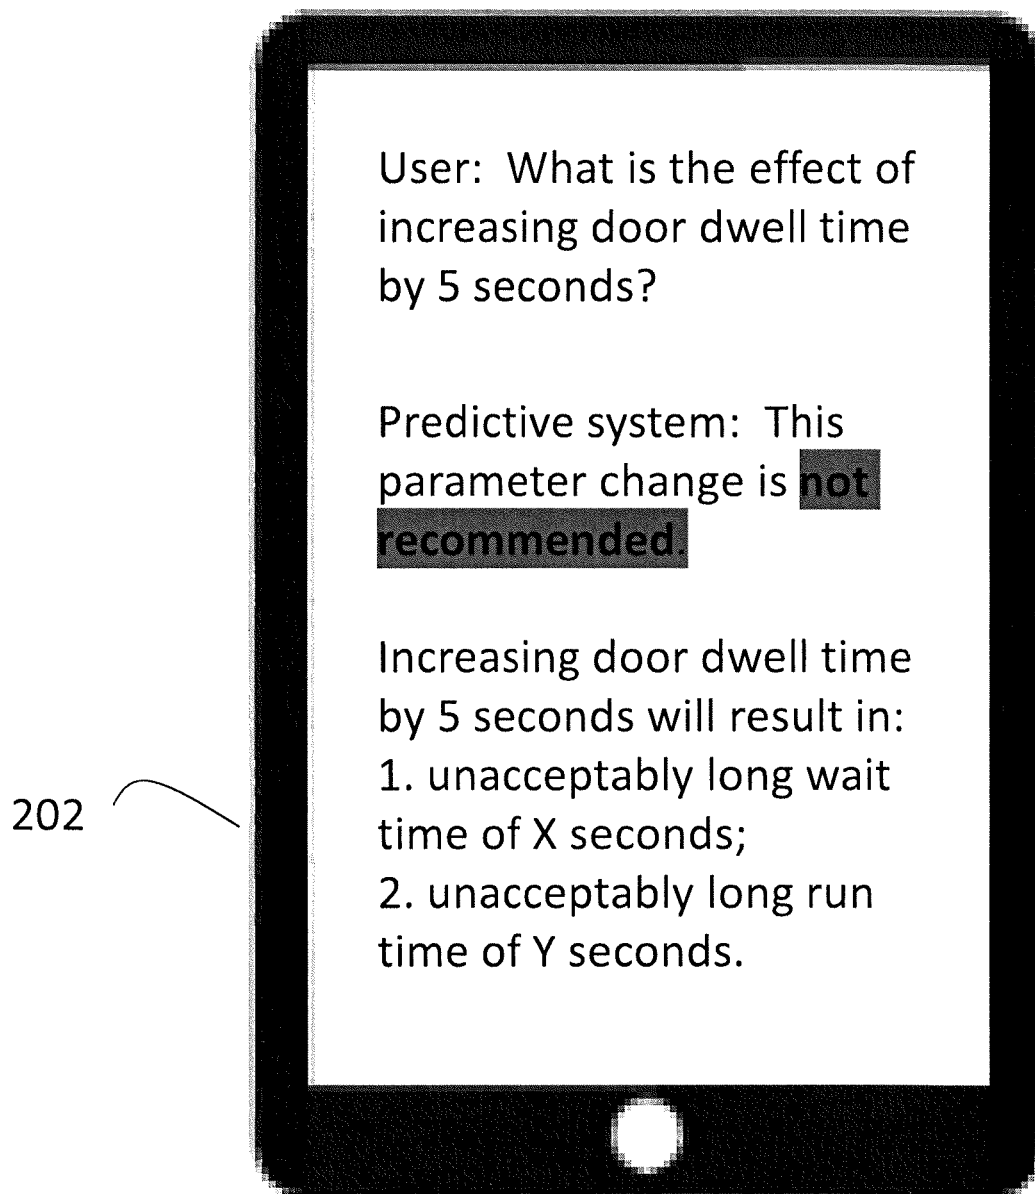 User:  What is the effect of
increasing door dwell time
by 5 seconds?
Predictive system:  This
parameter change is not
recommended.
Increasing door dwell time
by 5 seconds will result in:
1. unacceptably long wait
time of X seconds;
2. unacceptably long run
time of Y seconds.
202